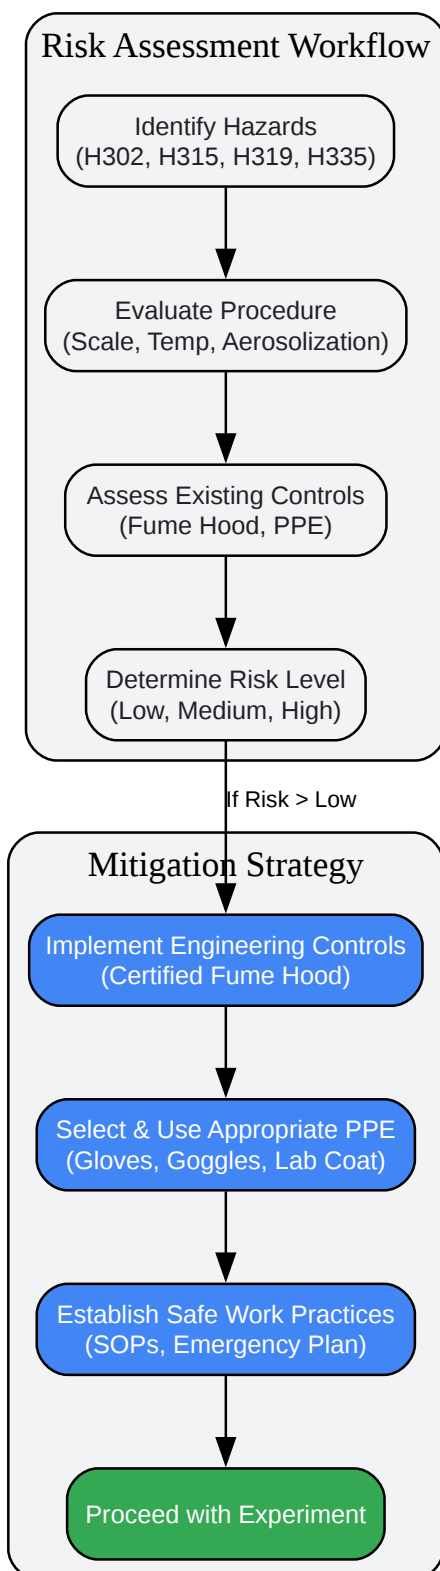 Risk Assessment Workflow
Identify Hazards
(H302, H315, H319, H335)
Evaluate Procedure
(Scale, Temp, Aerosolization)
Assess Existing Controls
(Fume Hood, PPE)
Determine Risk Level
(Low, Medium, High)
If Risk > Low
Mitigation Strategy
Implement Engineering Controls
(Certified Fume Hood)
Select & Use Appropriate PPE
(Gloves, Goggles, Lab Coat)
Establish Safe Work Practices
(SOPs, Emergency Plan)
Proceed with Experiment